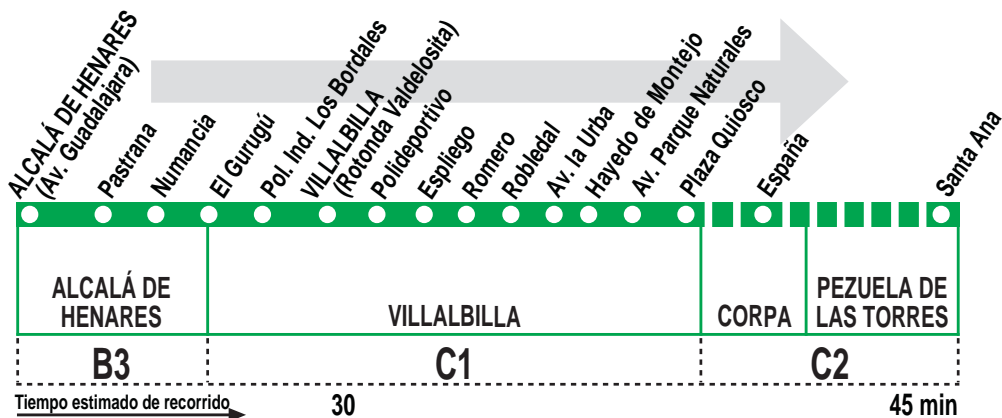 ALCALÁ DE HENARES
(Av. Guadalajara)
Pastrana
Numancia
El Gurugú
Pol. Ind. Los Bordales
VILLALBILLA
(Rotonda Valdelosita)
Polideportivo
Espliego
Romero
Robledal
Av. la Urba
Hayedo de Montejo
Av. Parque Naturales
Plaza Quiosco
España
Santa Ana
ALCALÁ DE
HENARES
VILLALBILLA
CORPA
PEZUELA DE
LAS TORRES
B3
C1
C2
Tiempo estimado de recorrido
30
45 min